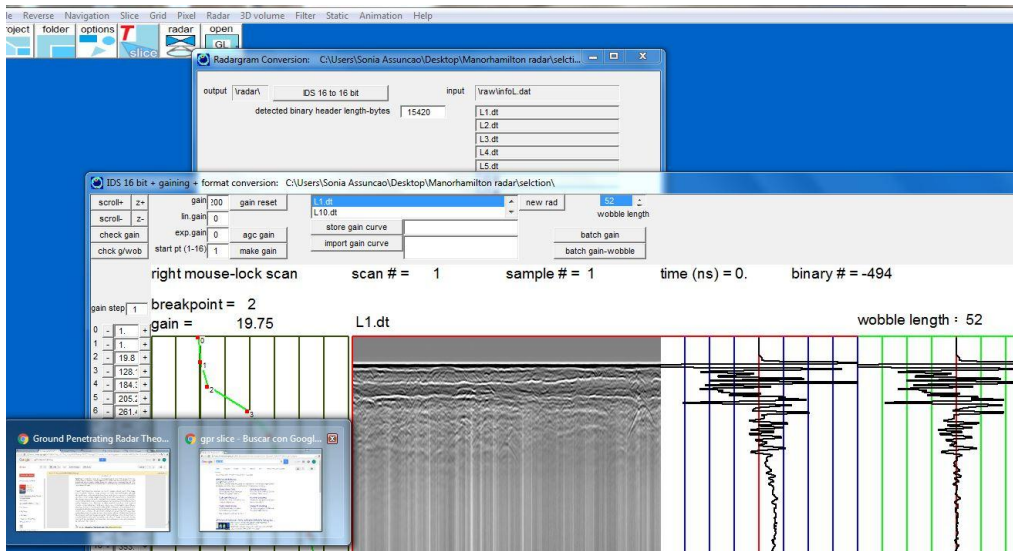 le Reverse Navigation Slice Grid Pixel Radar 3D volume Filter Static Animation Help
roject folder options T slice radar open GL
Radargram Conversion: C:\Users\Sonia Assuncao\Desktop\Manorhamilton radar\selcti...
output \radar\ IDS 16 to 16 bit input \raw\infoL.dat
detected binary header length-bytes 15420 L1.dt
L2.dt
L3.dt
L4.dt
L5.dt
IDS 16 bit + gaining + format conversion: C:\Users\Sonia Assuncao\Desktop\Manorhamilton radar\selction\
scroll+ z+ gain 200 gain reset L1.dt new rad 52
scroll- z- lin.gain 0 L10.dt wobble length
check gain exp.gain 0 agc gain store gain curve batch gain
chck g/wob start pt (1-16) 1 make gain import gain curve batch gain-wobble
right mouse-lock scan scan # = 1 sample # = 1 time (ns) = 0. binary # = -494
gain step 1 breakpoint = 2
gain = 19.75 L1.dt wobble length : 52
0 - 1. +
1 - 1. +
2 - 19.8 +
3 - 128. +
4 - 184. +
5 - 205.2 +
6 - 261. +
0
1
2
3
Ground Penetrating Radar Theo... gpr slice - Buscar con Googl...